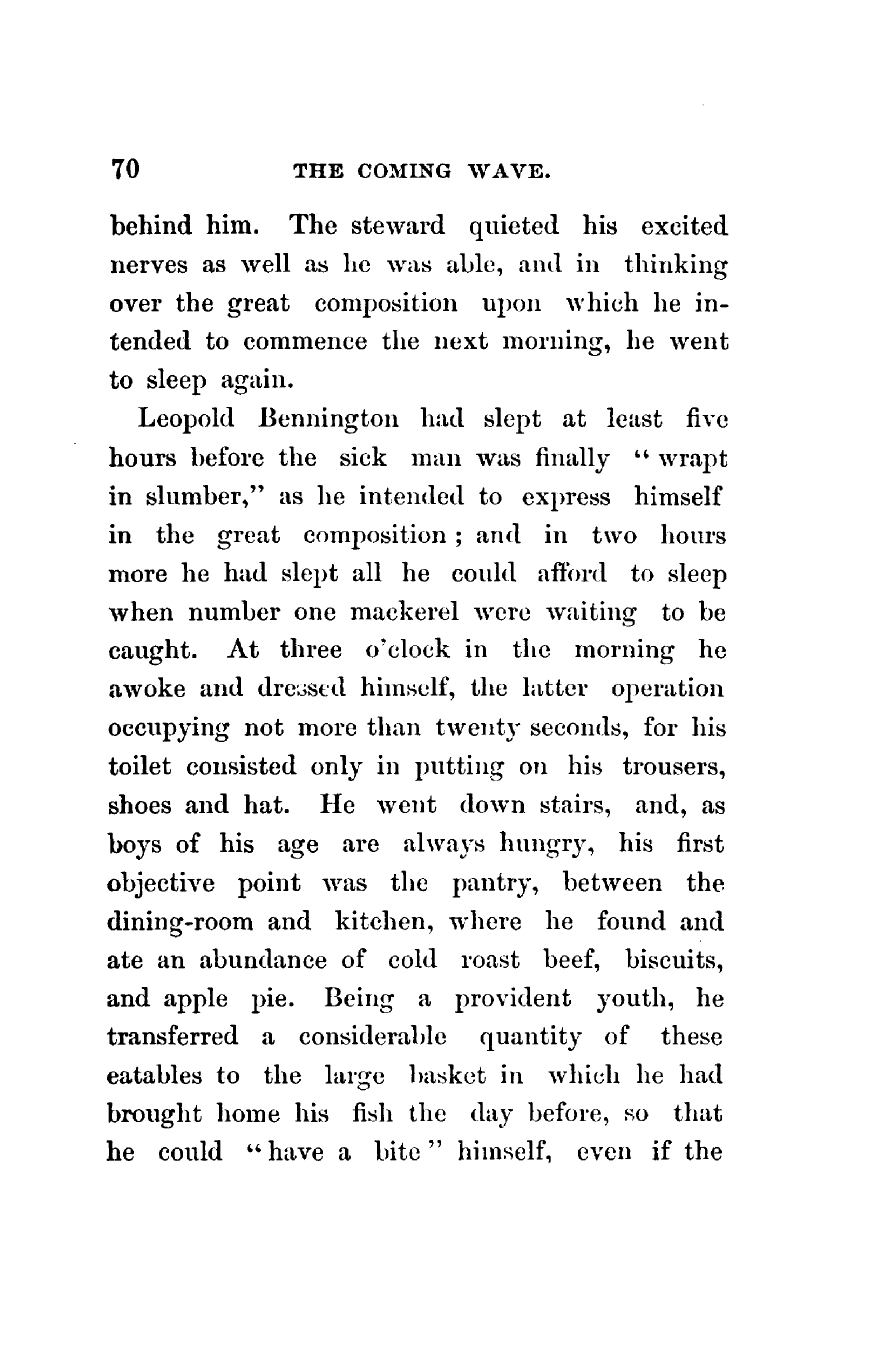 70 THE COMING WAVE.
behind him. The steward quieted his excited
nerves as well as he was able, and in thinking
over the great composition upon which he in-
tended to commence the next morning, he went
to sleep again.
Leopold Bennington had slept at least five
hours before the sick man was finally “ wrapt
in slumber,” as he intended to express himself
in the great composition ; and in two hours
more he had slept all he could afford to sleep
when number one mackerel were waiting to be
caught. At three o'clock in the morning he
awoke and dressed himself, the latter operation
occupying not more than twenty seconds, for his
toilet consisted only in putting on his trousers,
shoes and hat. He went down stairs, and, as
boys of his age are always hungry, his first
objective point was the pantry, between the
dining-room and kitchen, where he found and
ate an abundance of cold roast beef, biscuits,
and apple pie. Being a provident youth, he
transferred a considerable quantity of these
eatables to the large basket in which he had
brought home his fish the day before, so that
he could “ have a bite ” himself, even if the